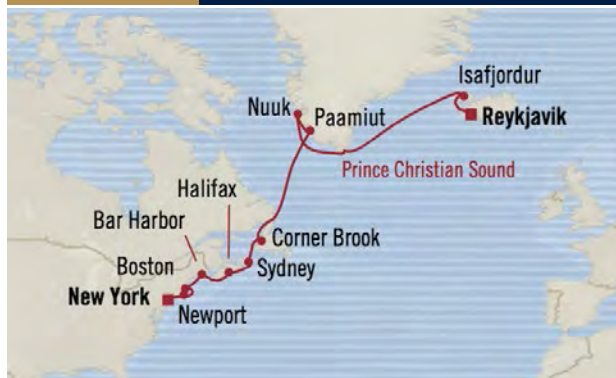 Isafjordur
Nuuk
Paamiut
Reykjavik
Prince Christian Sound
Halifax
Bar Harbor
Corner Brook
Boston
Sydney
New York
Newport